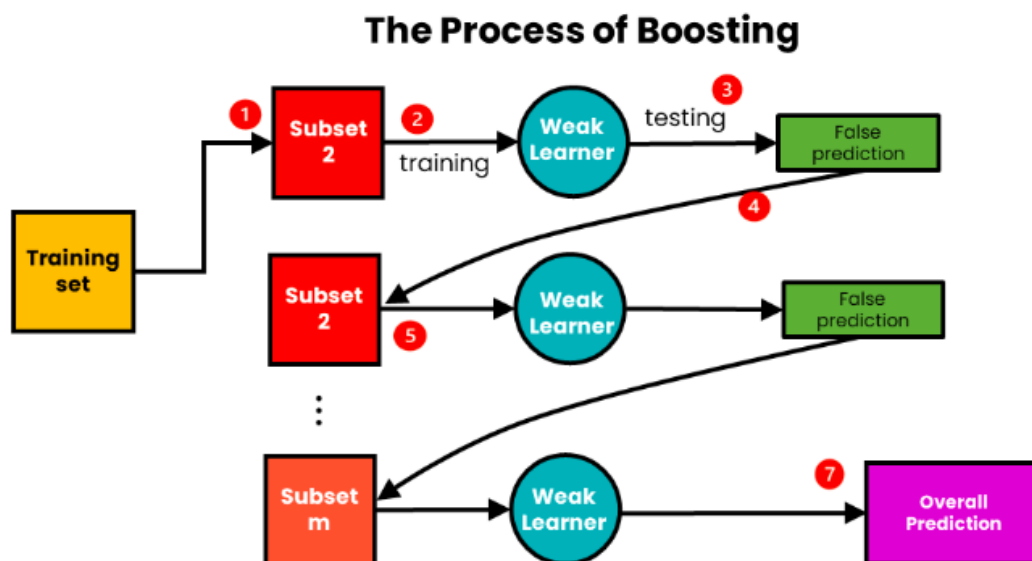 The Process of Boosting
1
Subset
2
2
training
Weak
Learner
3
testing
False
prediction
4
Training
set
Subset
2
5
Weak
Learner
False
prediction
⋮
Subset
m
Weak
Learner
7
Overall
Prediction